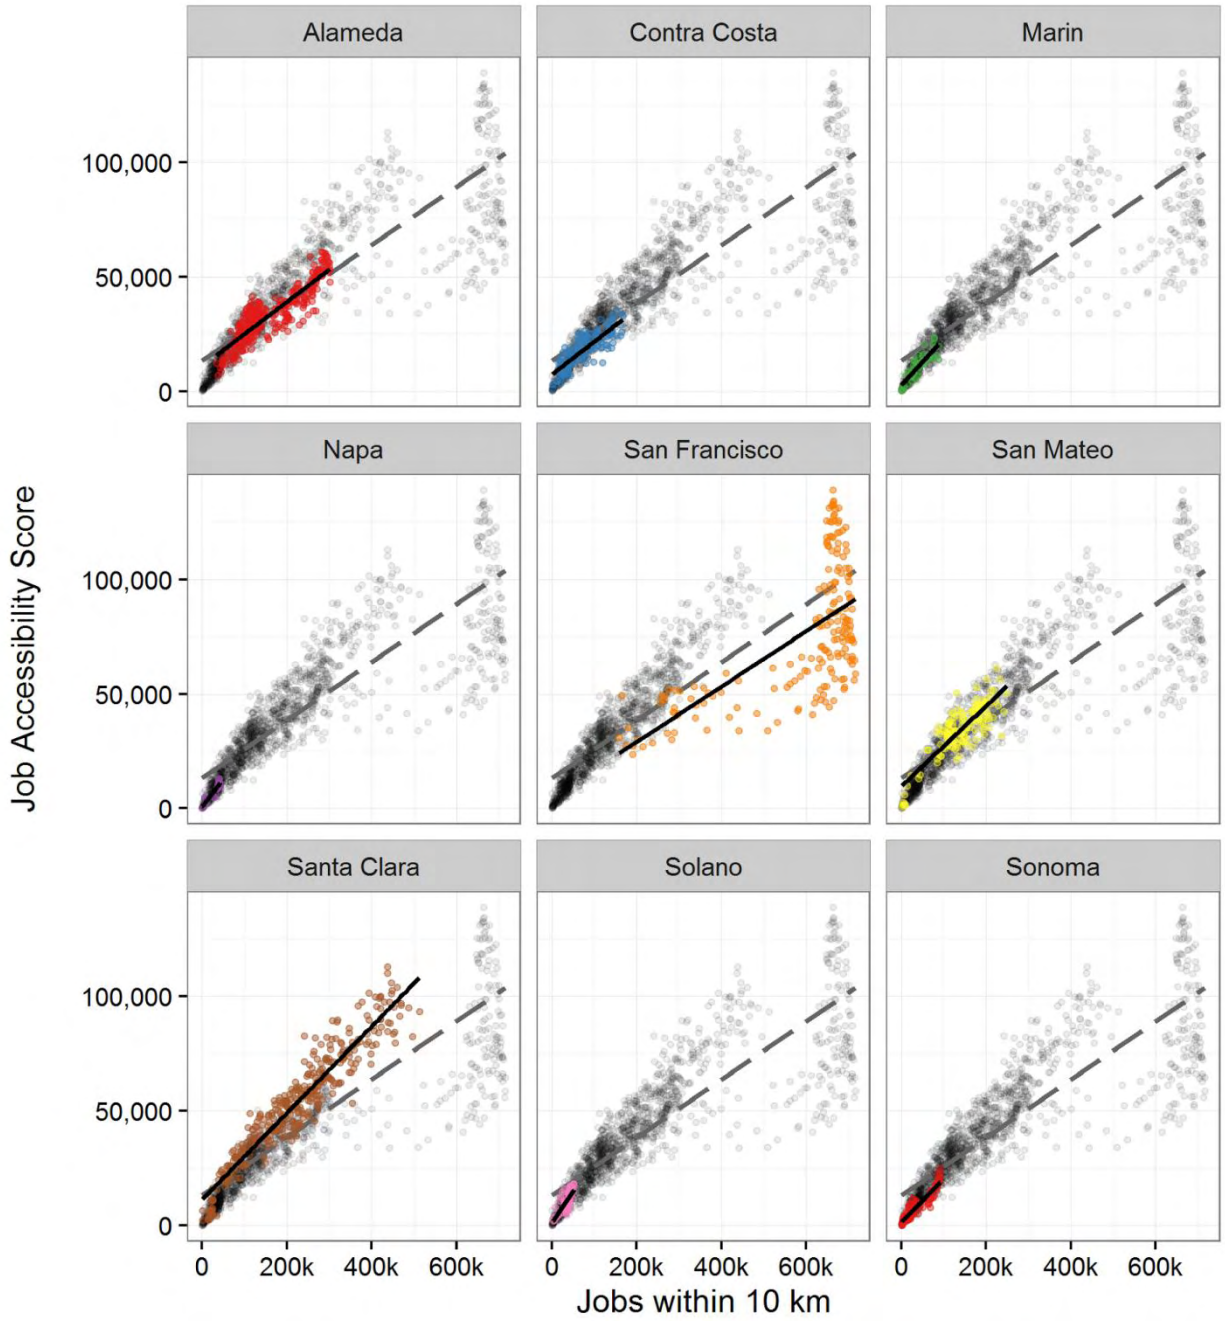 Alameda
Contra Costa
Marin
100,000
50,000
0
Napa
San Francisco
San Mateo
Job Accessibility Score
100,000
50,000
0
Santa Clara
Solano
Sonoma
100,000
50,000
0
0 200k 400k 600k
0 200k 400k 600k
0 200k 400k 600k
Jobs within 10 km